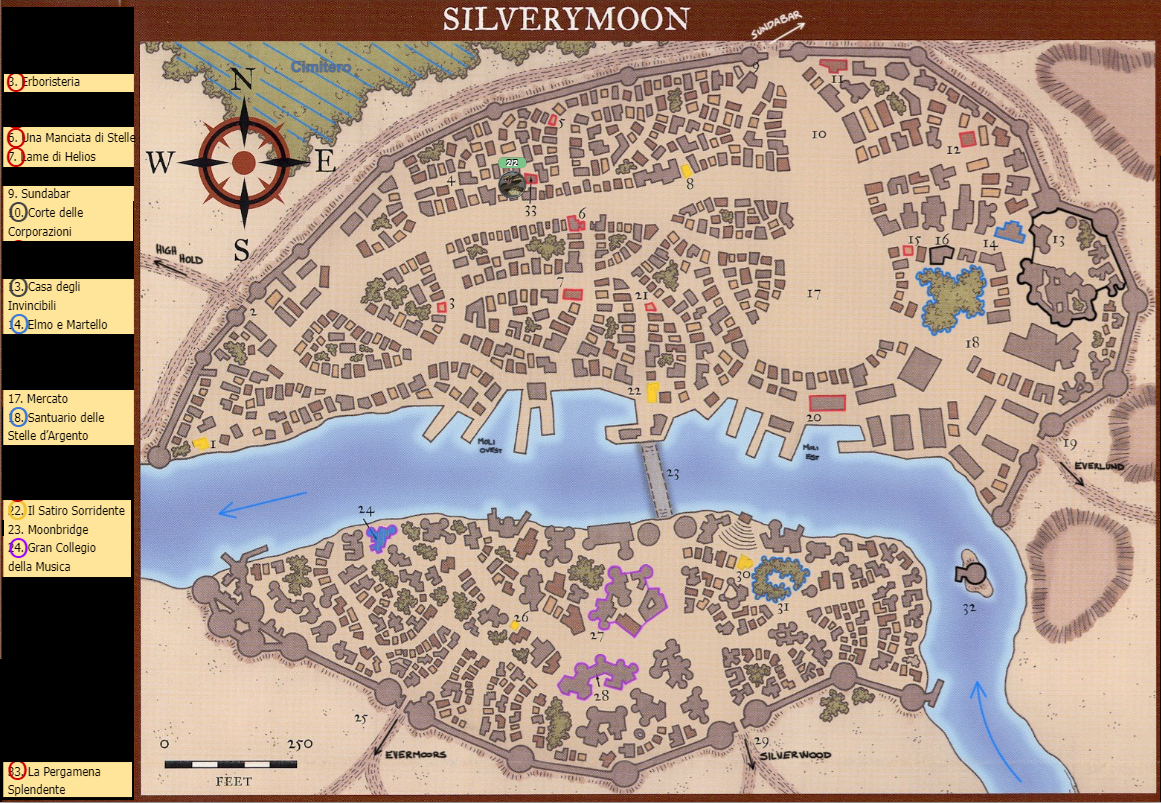 SILVERYMOON
SUNDABAR
Cimitero
N
W E
S
HIGH HOLD
3. Erboristeria
6. Una Manciata di Stelle
7. Lame di Helios
9. Sundabar
10. Corte delle
Corporazioni
13. Casa degli
Invincibili
14. Elmo e Martello
17. Mercato
18. Santuario delle
Stelle d'Argento
22. Il Satiro Sorridente
23. Moonbridge
24. Gran Collegio
della Musica
33. La Pergamena
Splendente
2/2
11
5
10
12
4
8
33
6
15 16 14 13
7
3
21
17
2
18
22
20
1
MOLI
OVEST
MOLI
EST
19
EVERLUND
23
24
30
31
32
26
27
28
25
EVERMOORS
29
SILVERWOOD
0 250
FEET